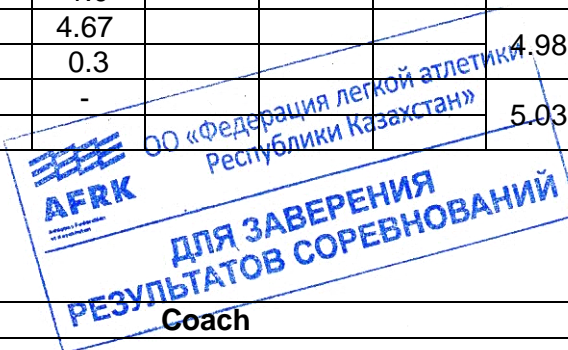 4.67
4.98
0.3
-
5.03
ОО «Федерация легкой атлетики
Республики Казахстан»
AFRK
ДЛЯ ЗАВЕРЕНИЯ
РЕЗУЛЬТАТОВ СОРЕВНОВАНИЙ
Coach